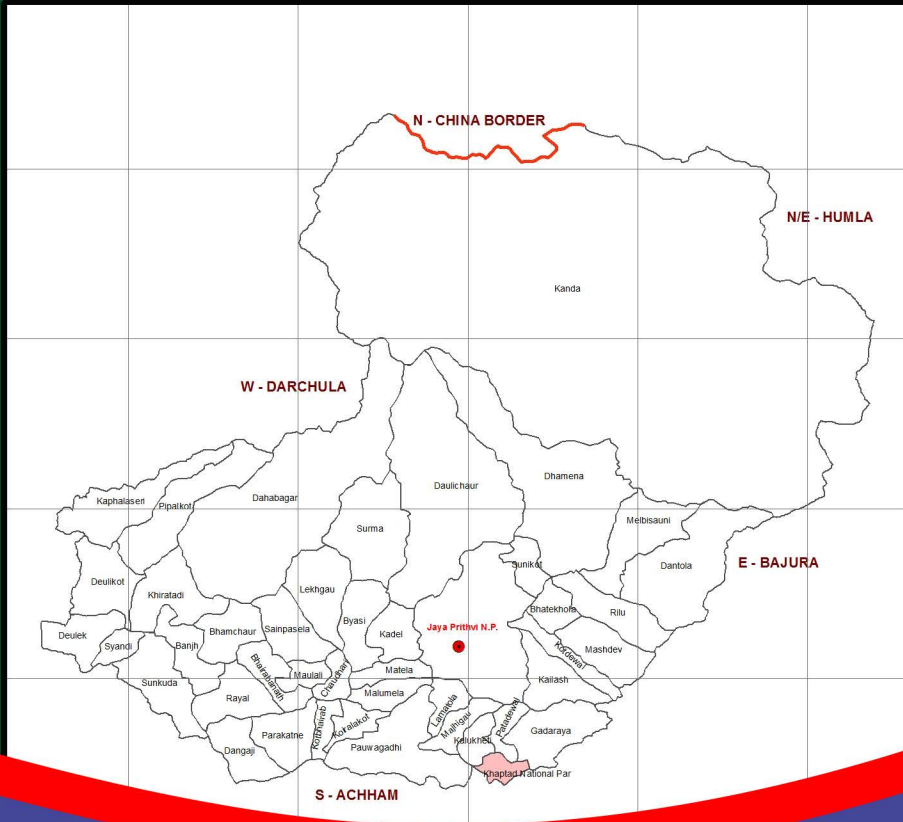 N - CHINA BORDER
N/E - HUMLA
Kanda
W - DARCHULA
Dhamena
Daulichaur
Dahabagar
Kaphalaseri
Pipalkot
Melbisauni
Surma
E - BAJURA
Sunikot
Dantola
Deulikot
Lekhgau
Khiratadi
Bhatekhola
Rilu
Byasi
Jaya Prithvi N.P.
Sainpasela
Bhamchaur
Kadel
Deulek
Syandi
Banjh
Mashdev
Kotdewal
Matela
Maulali
Chaudhari
Bhairabnath
Kailash
Sunkuda
Malumela
Rayal
Lamatola
Majhigau
Patadewal
Gadaraya
Kotbhairab
Kokalakot
Parakatne
Kalukheti
Pauwagadhi
Dangaji
Khaptad National Par
S - ACHHAM